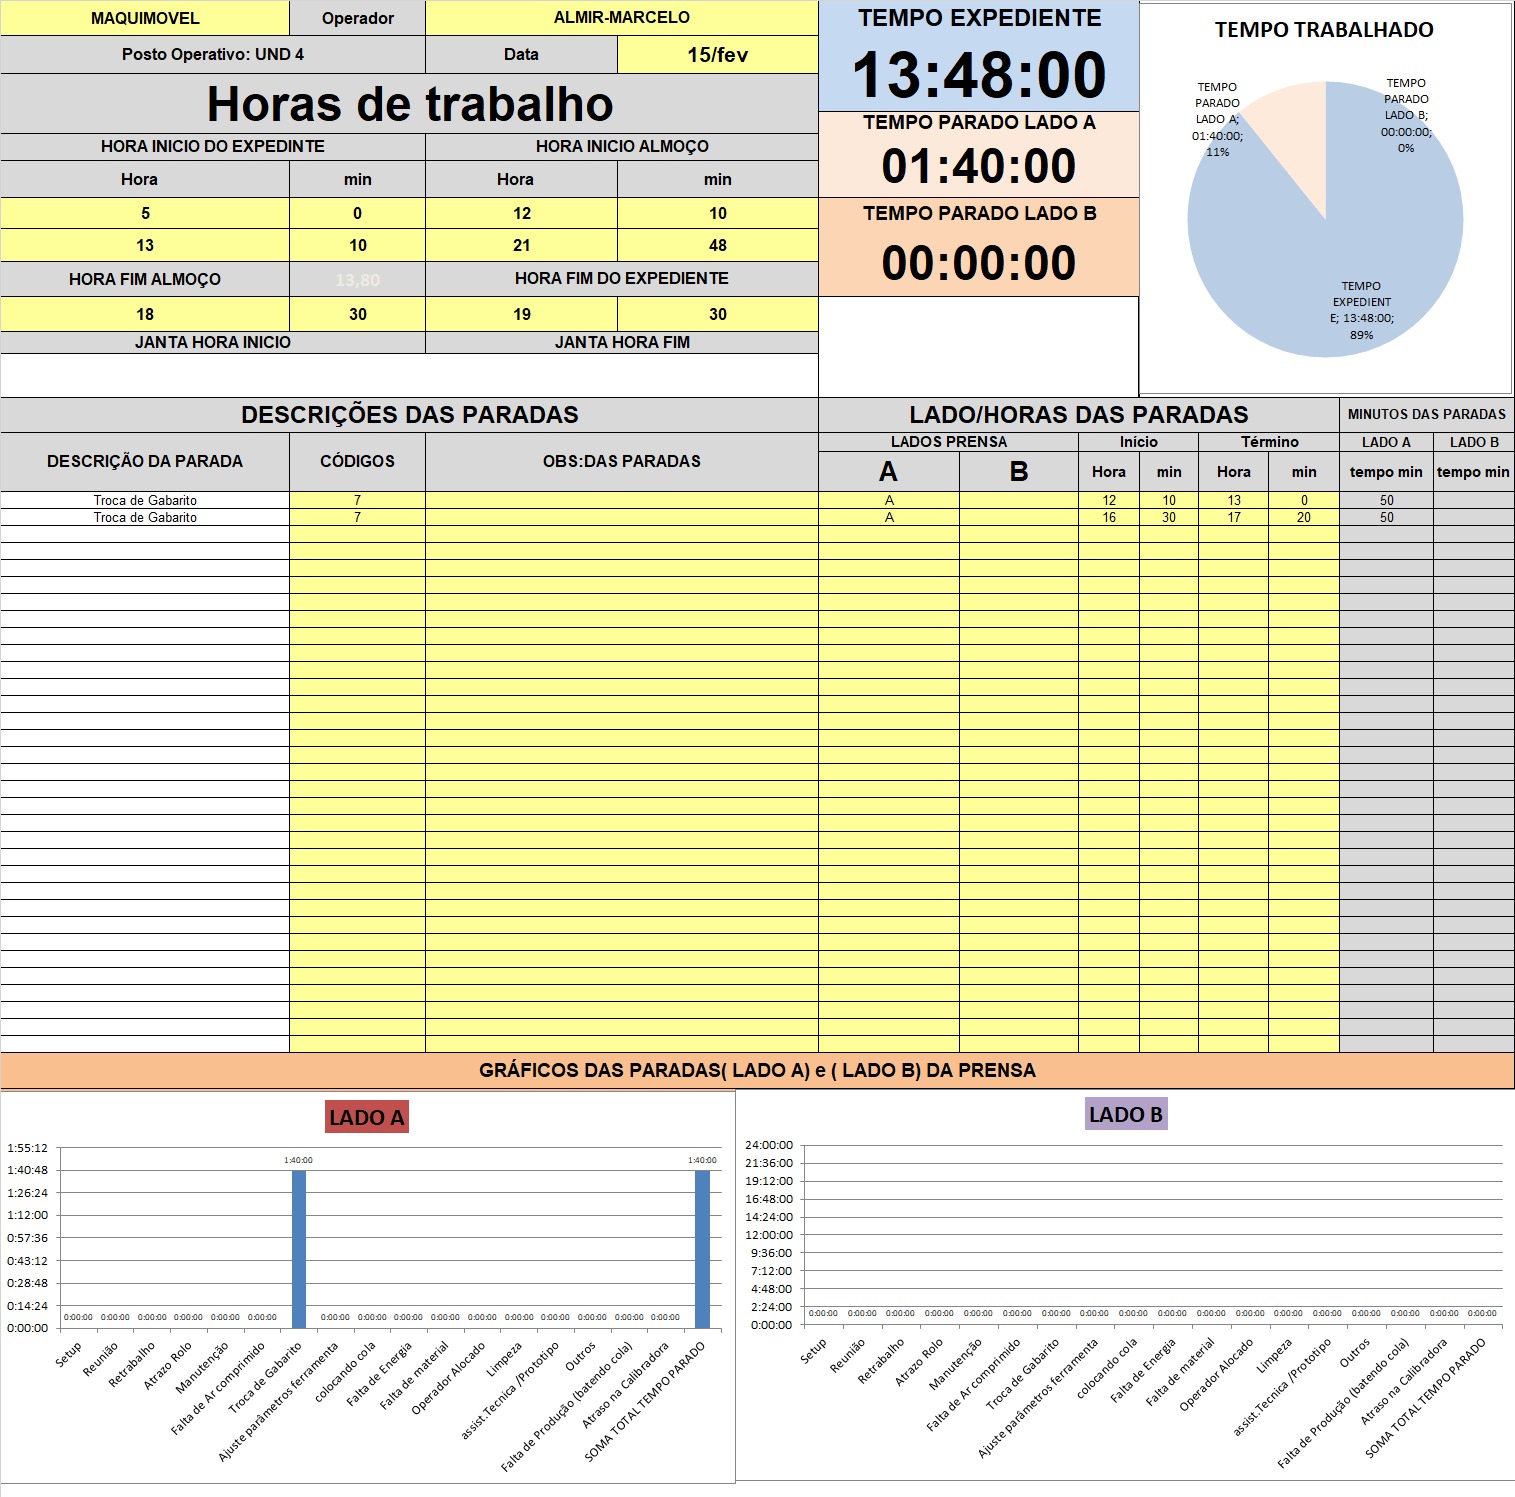 MAQUIMOVEL Operador ALMIR-MARCELO
Posto Operativo: UND 4 Data 15/fev
Horas de trabalho
HORA INICIO DO EXPEDINTE HORA INICIO ALMOÇO
Hora min Hora min
5 0 12 10
13 10 21 48
HORA FIM ALMOÇO 13,80 HORA FIM DO EXPEDIENTE
18 30 19 30
JANTA HORA INICIO JANTA HORA FIM
TEMPO EXPEDIENTE
13:48:00
TEMPO PARADO LADO A
01:40:00
TEMPO PARADO LADO B
00:00:00
TEMPO TRABALHADO
TEMPO
PARADO
LADO A;
01:40:00;
11%
TEMPO
PARADO
LADO B;
00:00:00;
0%
TEMPO
EXPEDIENT
E; 13:48:00;
89%
DESCRIÇÕES DAS PARADAS LADO/HORAS DAS PARADAS MINUTOS DAS PARADAS
DESCRIÇÃO DA PARADA CÓDIGOS OBS:DAS PARADAS LADOS PRENSA Início Término LADO A LADO B
A B Hora min Hora min tempo min tempo min
Troca de Gabarito 7 A 12 10 13 0 50
Troca de Gabarito 7 A 16 30 17 20 50
GRÁFICOS DAS PARADAS( LADO A) e ( LADO B) DA PRENSA
LADO A
1:55:12
1:40:48
1:26:24
1:12:00
0:57:36
0:43:12
0:28:48
0:14:24
0:00:00
1:40:00 1:40:00
0:00:00 0:00:00 0:00:00 0:00:00 0:00:00 0:00:00 0:00:00 0:00:00 0:00:00 0:00:00 0:00:00 0:00:00 0:00:00 0:00:00 0:00:00 0:00:00
Setup
Reunião
Retrabalho
Atrazo Rolo
Manutenção
Falta de Ar comprimido
Troca de Gabarito
Ajuste parâmetros ferramenta
colocando cola
Falta de Energia
Falta de material
Operador Alocado
Limpeza
assist.Tecnica /Prototipo
Outros
Falta de Produção (batendo cola)
Atraso na Calibradora
SOMA TOTAL TEMPO PARADO
LADO B
24:00:00
21:36:00
19:12:00
16:48:00
14:24:00
12:00:00
9:36:00
7:12:00
4:48:00
2:24:00
0:00:00
0:00:00 0:00:00 0:00:00 0:00:00 0:00:00 0:00:00 0:00:00 0:00:00 0:00:00 0:00:00 0:00:00 0:00:00 0:00:00 0:00:00 0:00:00 0:00:00 0:00:00 0:00:00
Setup
Reunião
Retrabalho
Atrazo Rolo
Manutenção
Falta de Ar comprimido
Troca de Gabarito
Ajuste parâmetros ferramenta
colocando cola
Falta de Energia
Falta de material
Operador Alocado
Limpeza
assist.Tecnica /Prototipo
Outros
Falta de Produção (batendo cola)
Atraso na Calibradora
SOMA TOTAL TEMPO PARADO